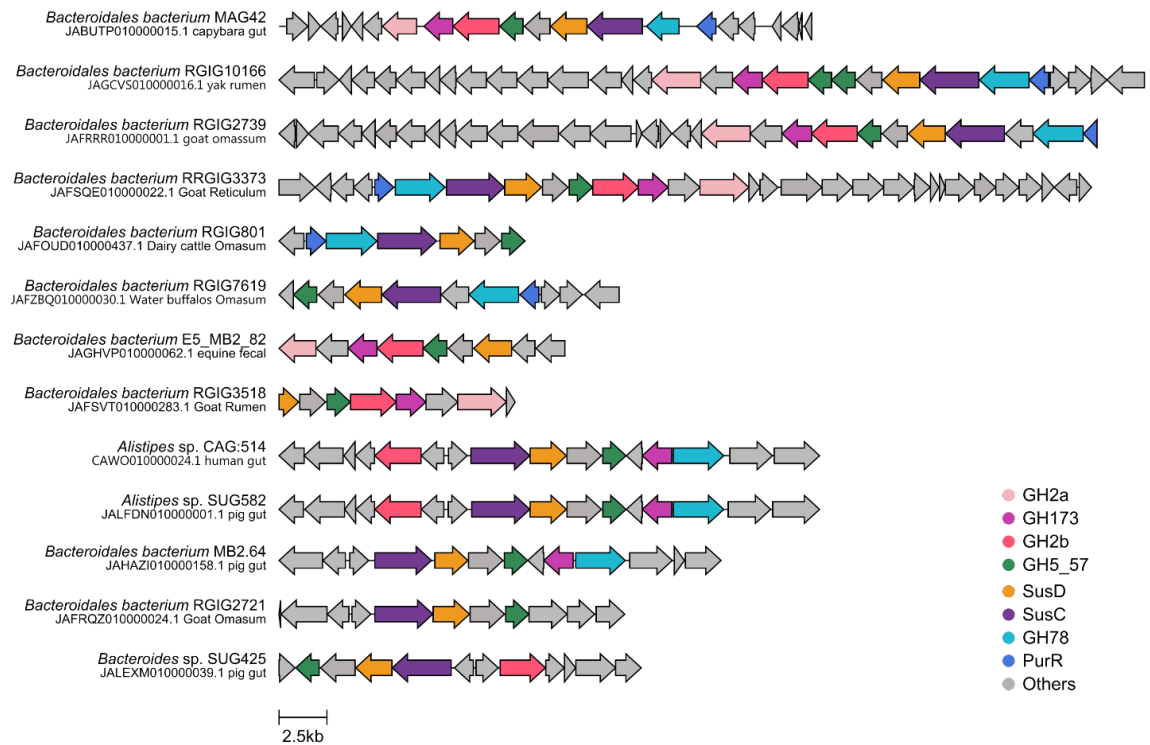 Bacteroidales bacterium MAG42
JABUTP010000015.1 capybara gut
Bacteroidales bacterium RGIG10166
JAGCVS010000016.1 yak rumen
Bacteroidales bacterium RGIG2739
JAFRRR010000001.1 goat omassum
Bacteroidales bacterium RRGIG3373
JAFSQE010000022.1 Goat Reticulum
Bacteroidales bacterium RGIG801
JAFOUD010000437.1 Dairy cattle Omasum
Bacteroidales bacterium RGIG7619
JAFZBQ010000030.1 Water buffalos Omasum
Bacteroidales bacterium E5_MB2_82
JAGHVP010000062.1 equine fecal
Bacteroidales bacterium RGIG3518
JAFSVT010000283.1 Goat Rumen
Alistipes sp. CAG:514
CAWO010000024.1 human gut
Alistipes sp. SUG582
JALFDN010000001.1 pig gut
Bacteroidales bacterium MB2.64
JAHAZI010000158.1 pig gut
Bacteroidales bacterium RGIG2721
JAFRQZ010000024.1 Goat Omasum
Bacteroides sp. SUG425
JALEXM010000039.1 pig gut
2.5kb
GH2a
GH173
GH2b
GH5_57
SusD
SusC
GH78
PurR
Others